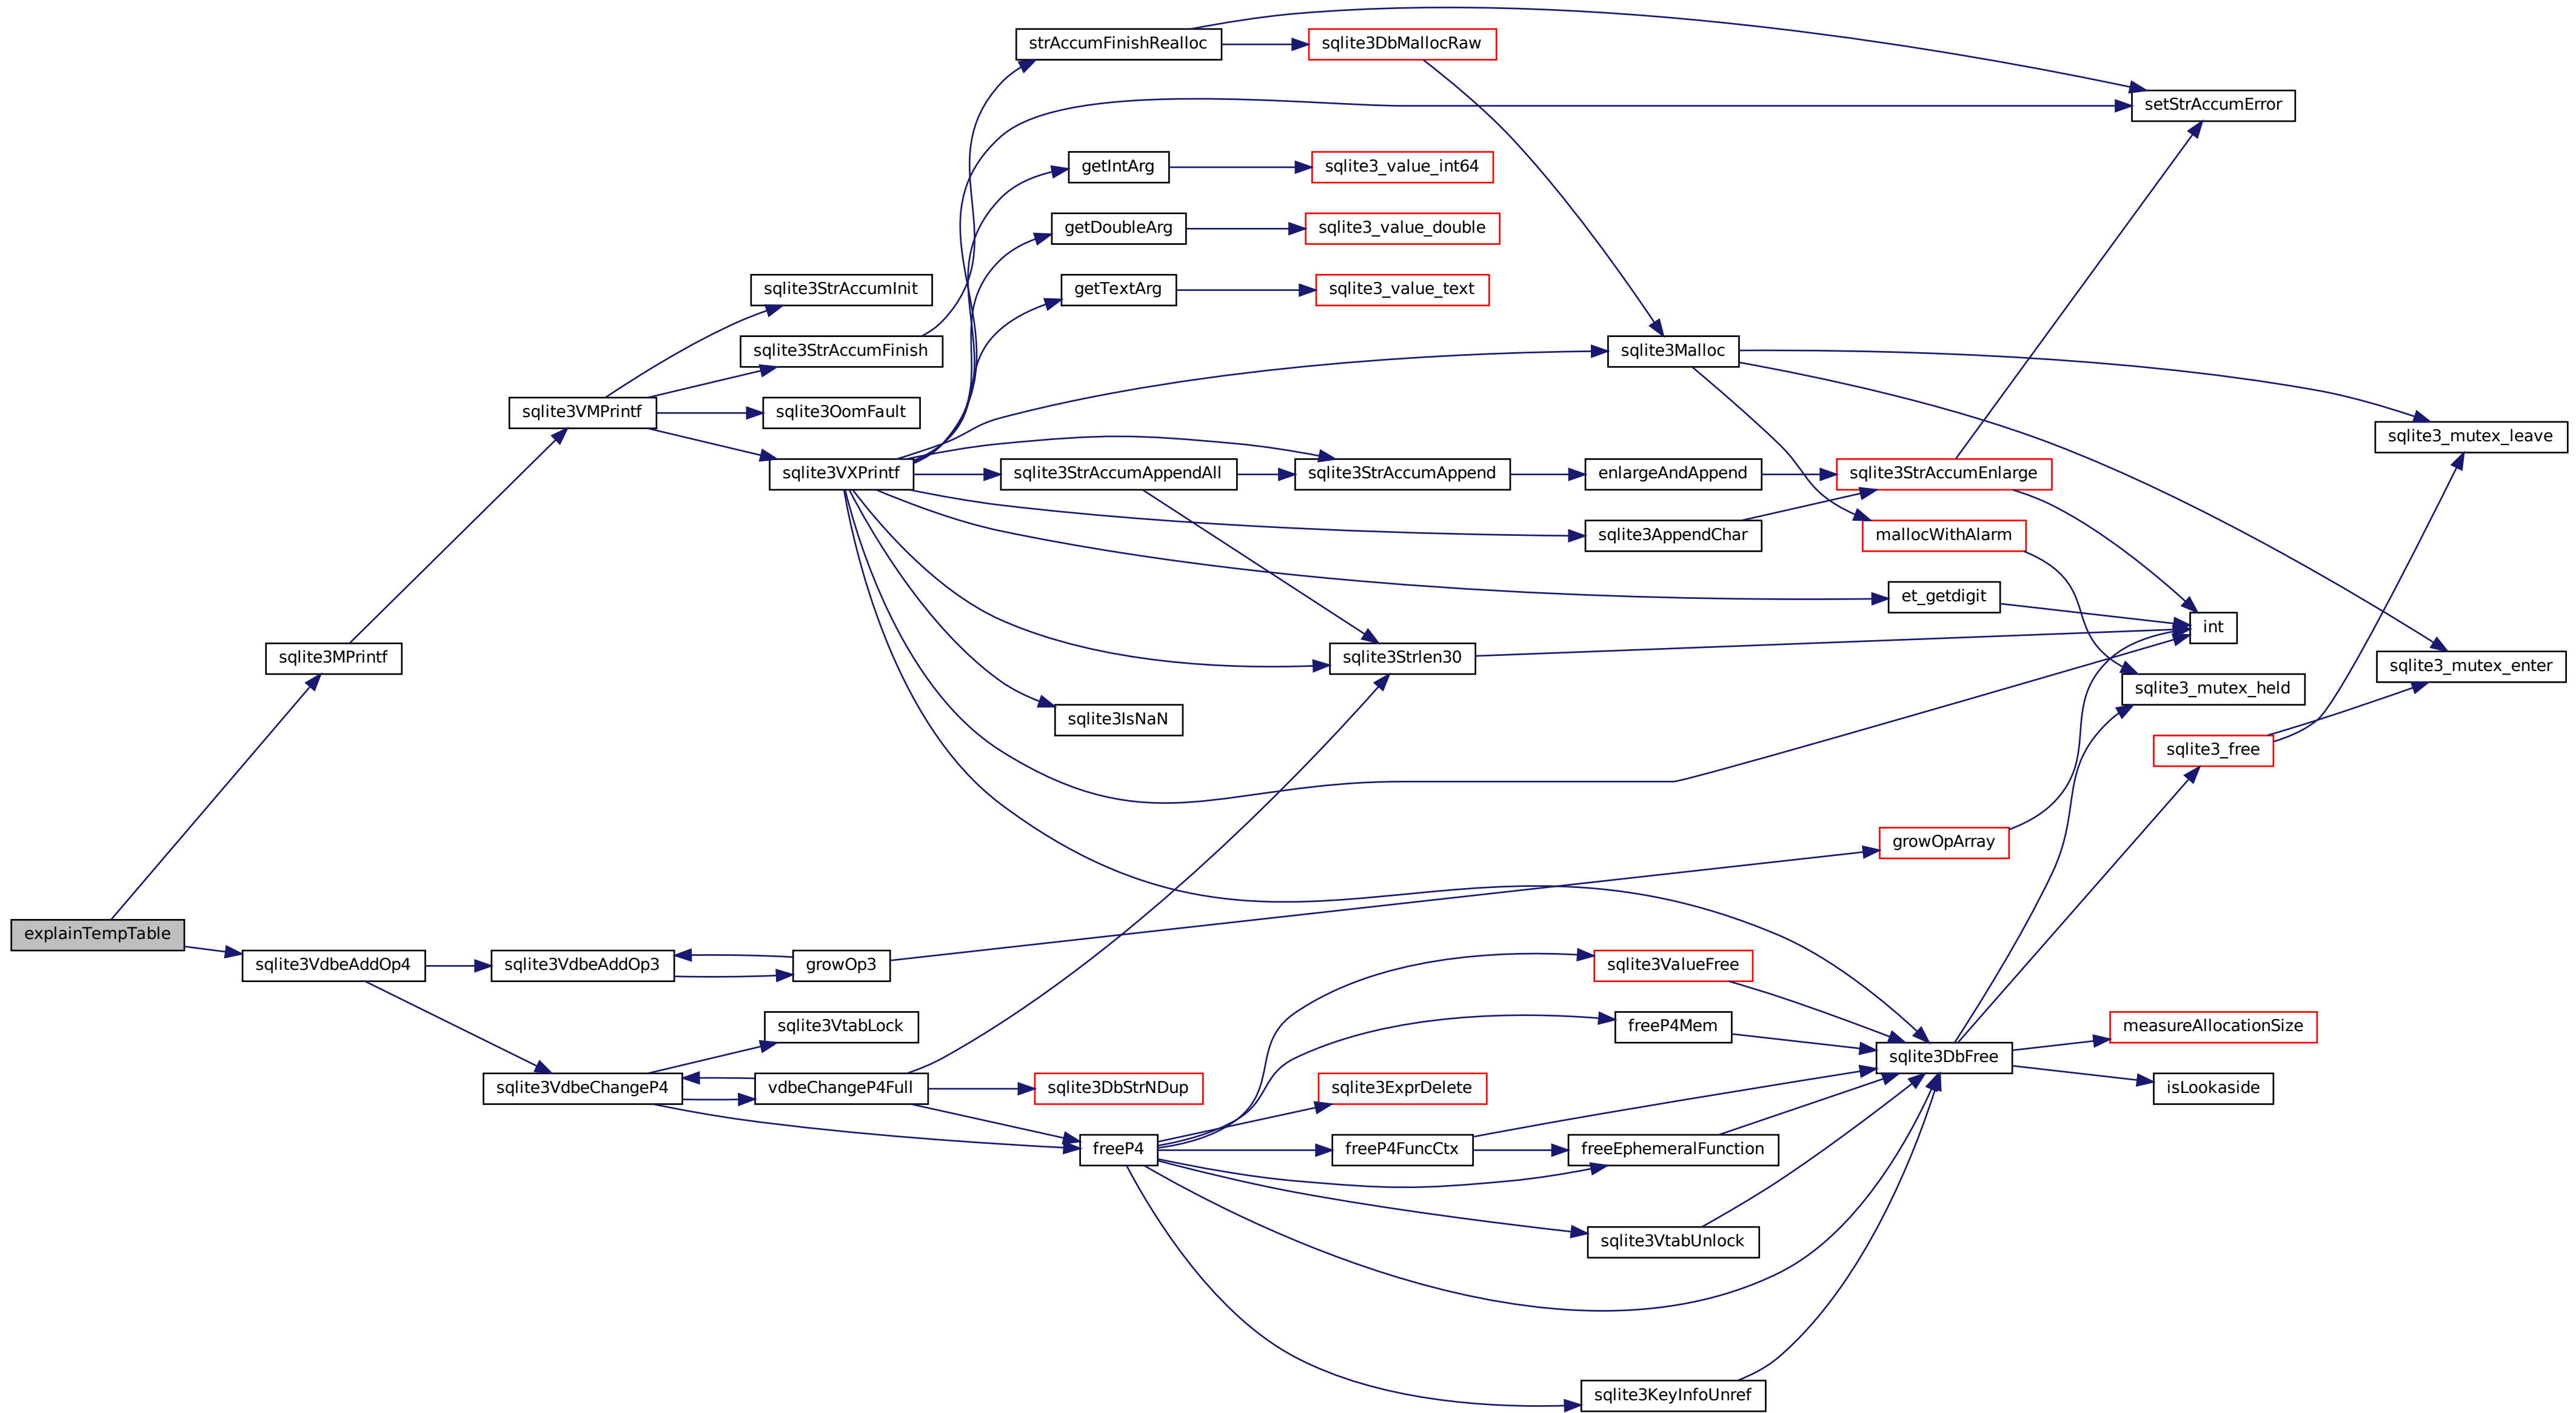 strAccumFinishRealloc
sqlite3DbMallocRaw
setStrAccumError
getIntArg
sqlite3_value_int64
getDoubleArg
sqlite3_value_double
sqlite3StrAccumInit
getTextArg
sqlite3_value_text
sqlite3StrAccumFinish
sqlite3Malloc
sqlite3VMPrintf
sqlite3OomFault
sqlite3_mutex_leave
sqlite3VXPrintf
sqlite3StrAccumAppendAll
sqlite3StrAccumAppend
enlargeAndAppend
sqlite3StrAccumEnlarge
sqlite3AppendChar
mallocWithAlarm
et_getdigit
int
sqlite3MPrintf
sqlite3Strlen30
sqlite3_mutex_enter
sqlite3_mutex_held
sqlite3IsNaN
sqlite3_free
growOpArray
explainTempTable
sqlite3VdbeAddOp4
sqlite3VdbeAddOp3
growOp3
sqlite3ValueFree
sqlite3VtabLock
freeP4Mem
measureAllocationSize
sqlite3DbFree
sqlite3VdbeChangeP4
vdbeChangeP4Full
sqlite3DbStrNDup
sqlite3ExprDelete
isLookaside
freeP4
freeP4FuncCtx
freeEphemeralFunction
sqlite3VtabUnlock
sqlite3KeyInfoUnref